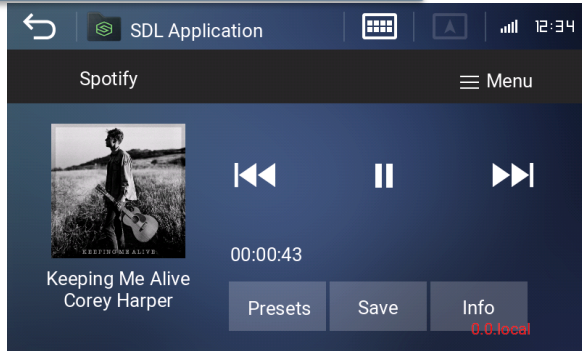 SDL Application
12:34
Spotify
Menu
KEEPING ME ALIVE
00:00:43
Keeping Me Alive
Corey Harper
Presets
Save
Info
0.0.local